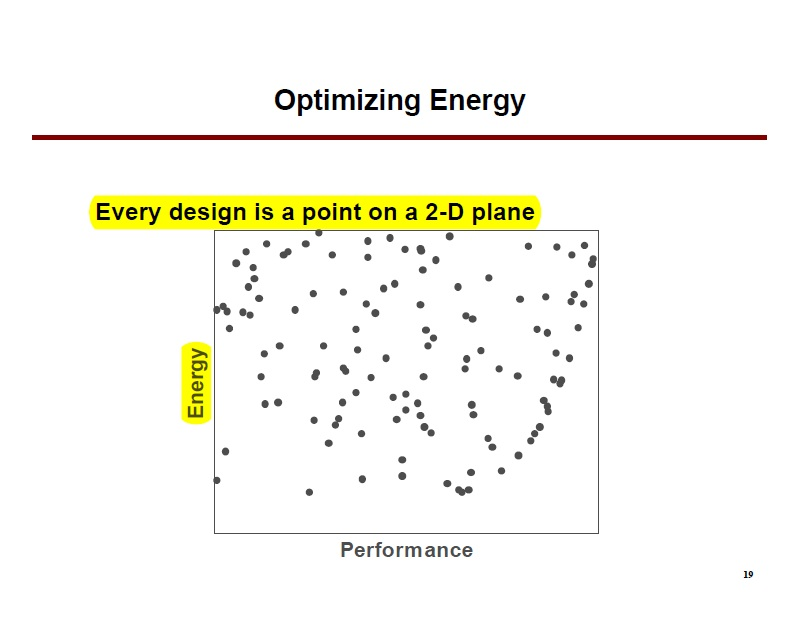 Optimizing Energy
Every design is a point on a 2-D plane
Energy
Performance
19